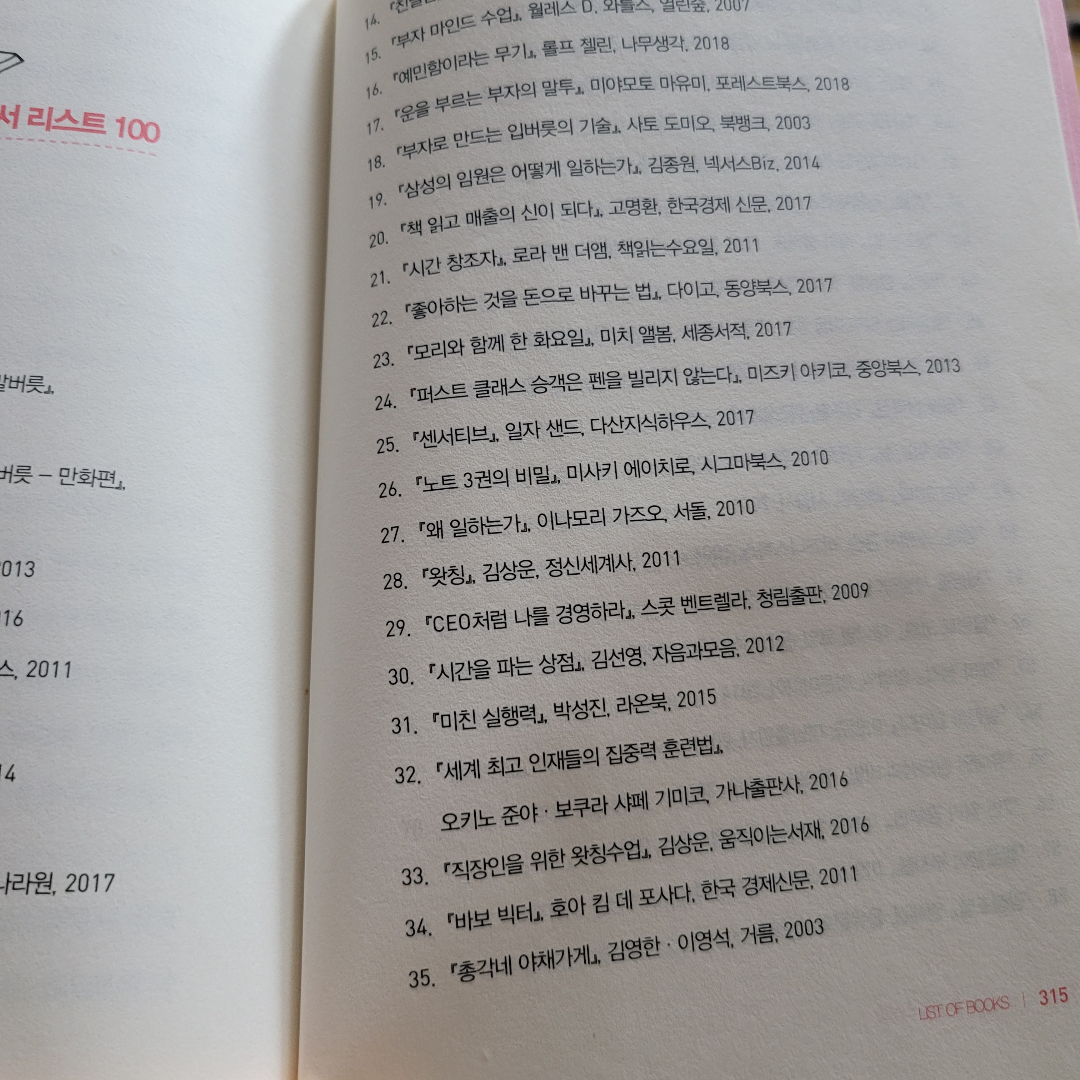 서 리스트 100
말버릇』,
버릇 – 만화편』,
2013
2016
스, 2011
14
나라원, 2017
14.
15. 『부자 마인드 수업』, 월레스 D. 와틀스, 열린숲, 2007
16. 『예민함이라는 무기』, 롤프 젤린, 나무생각, 2018
17. 『운을 부르는 부자의 말투』, 미야모토 마유미, 포레스트북스, 2018
18. 『부자로 만드는 입버릇의 기술』, 사토 도미오, 북뱅크, 2003
19. 『삼성의 임원은 어떻게 일하는가』, 김종원, 넥서스Biz, 2014
20. 『책 읽고 매출의 신이 되다』, 고명환, 한국경제 신문, 2017
21. 『시간 창조자』, 로라 밴 더앰, 책읽는수요일, 2011
22. 『좋아하는 것을 돈으로 바꾸는 법』, 다이고, 동양북스, 2017
23. 『모리와 함께 한 화요일』, 미치 앨봄, 세종서적, 2017
24. 『퍼스트 클래스 승객은 펜을 빌리지 않는다』, 미즈키 아키코, 중앙북스, 2013
25. 『센서티브』, 일자 샌드, 다산지식하우스, 2017
26. 『노트 3권의 비밀』, 미사키 에이치로, 시그마북스, 2010
27. 『왜 일하는가』, 이나모리 가즈오, 서돌, 2010
28. 『왓칭』, 김상운, 정신세계사, 2011
29. 『CEO처럼 나를 경영하라』, 스콧 벤트렐라, 청림출판, 2009
30. 『시간을 파는 상점』, 김선영, 자음과모음, 2012
31. 『미친 실행력』, 박성진, 라온북, 2015
32. 『세계 최고 인재들의 집중력 훈련법』,
오키노 준야 · 보쿠라 샤페 기미코, 가나출판사, 2016
33. 『직장인을 위한 왓칭수업』, 김상운, 움직이는서재, 2016
34. 『바보 빅터』, 호아 킴 데 포사다, 한국 경제신문, 2011
35. 『총각네 야채가게』, 김영한 · 이영석, 거름, 2003
LIST OF BOOKS | 315